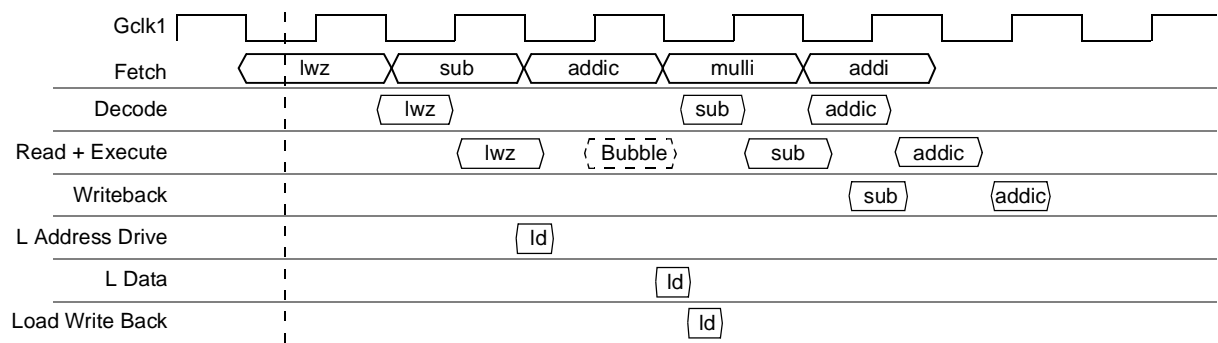 Gclk1
Fetch lwz sub addic mulli addi
Decode lwz sub addic
Read + Execute lwz Bubble sub addic
Writeback sub addic
L Address Drive ld
L Data ld
Load Write Back ld